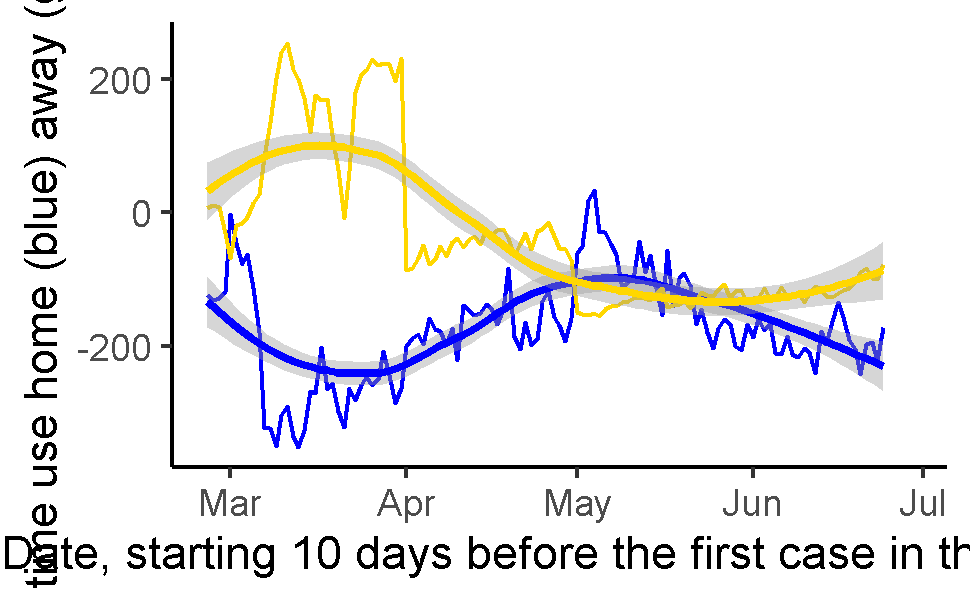 time use home (blue) away (
200
0
-200
Mar Apr May Jun Jul
Date, starting 10 days before the first case in th